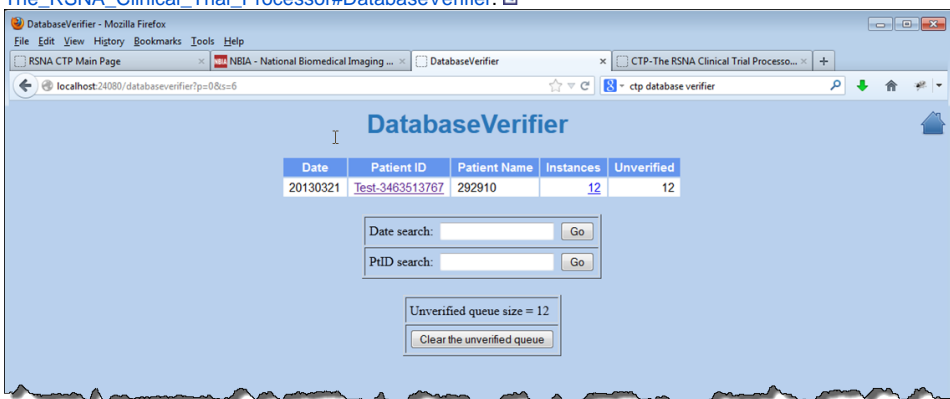 The_RSNA_Clinical_Trial_Processor#DatabaseVerifier.
DatabaseVerifier - Mozilla Firefox
File Edit View History Bookmarks Tools Help
RSNA CTP Main Page × NBIA NBIA - National Biomedical Imaging ... × DatabaseVerifier × CTP-The RSNA Clinical Trial Processo... × +
localhost:24080/databaseverifier?p=0&s=6 8 ctp database verifier
DatabaseVerifier
Date Patient ID Patient Name Instances Unverified
20130321 Test-3463513767 292910 12 12
Date search: Go
PtID search: Go
Unverified queue size = 12
Clear the unverified queue